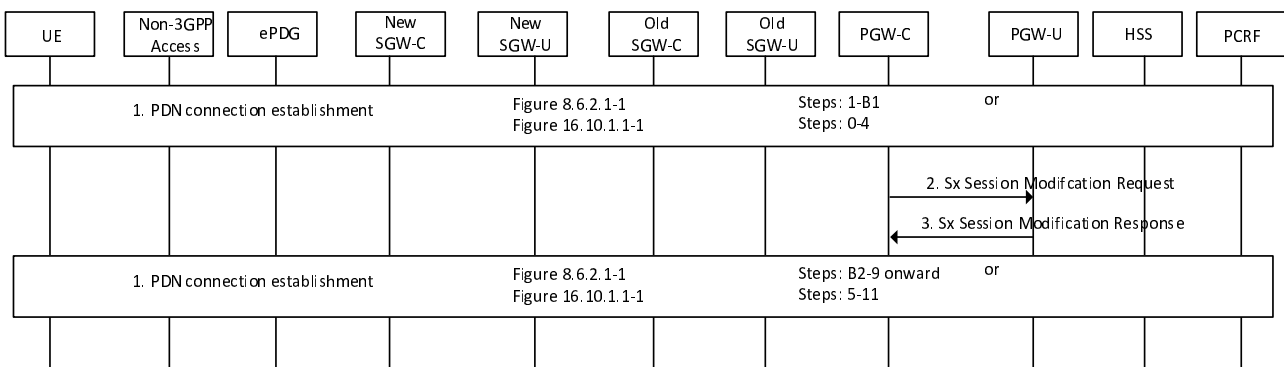 UE
Non-3GPP
Access
ePDG
New
SGW-C
New
SGW-U
Old
SGW-C
Old
SGW-U
PGW-C
PGW-U
HSS
PCRF
1. PDN connection establishment
Figure 8.6.2.1-1
Steps: 1-B1
or
Figure 16.10.1.1-1
Steps: 0-4
2. Sx Session Modifcation Request
3. Sx Session Modification Response
1. PDN connection establishment
Figure 8.6.2.1-1
Steps: B2-9 onward
or
Figure 16.10.1.1-1
Steps: 5-11